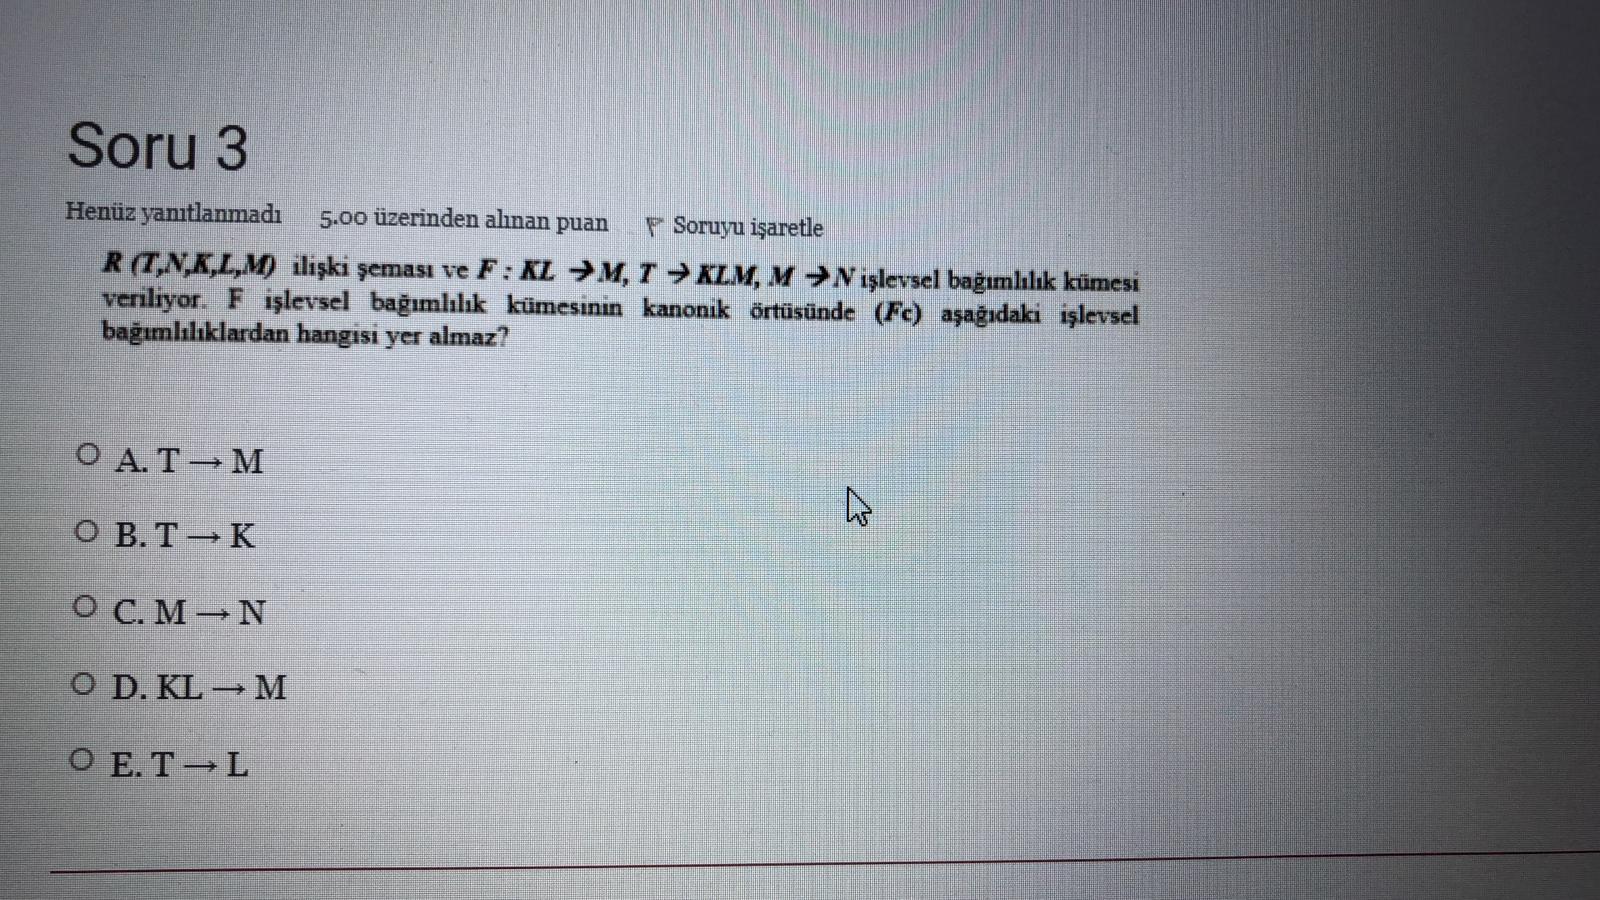 Soru 3
Henüz yanıtlanmadı 5.00 üzerinden alınan puan Soruyu işaretle
R (T,N,K,L,M) ilişki şeması ve F : KL → M, T → KLM, M → N işlevsel bağımlılık kümesi
veriliyor. F işlevsel bağımlılık kümesinin kanonik örtüsünde (Fc) aşağıdaki işlevsel
bağımlılıklardan hangisi yer almaz?
A. T → M
B. T → K
C. M → N
D. KL → M
E. T → L